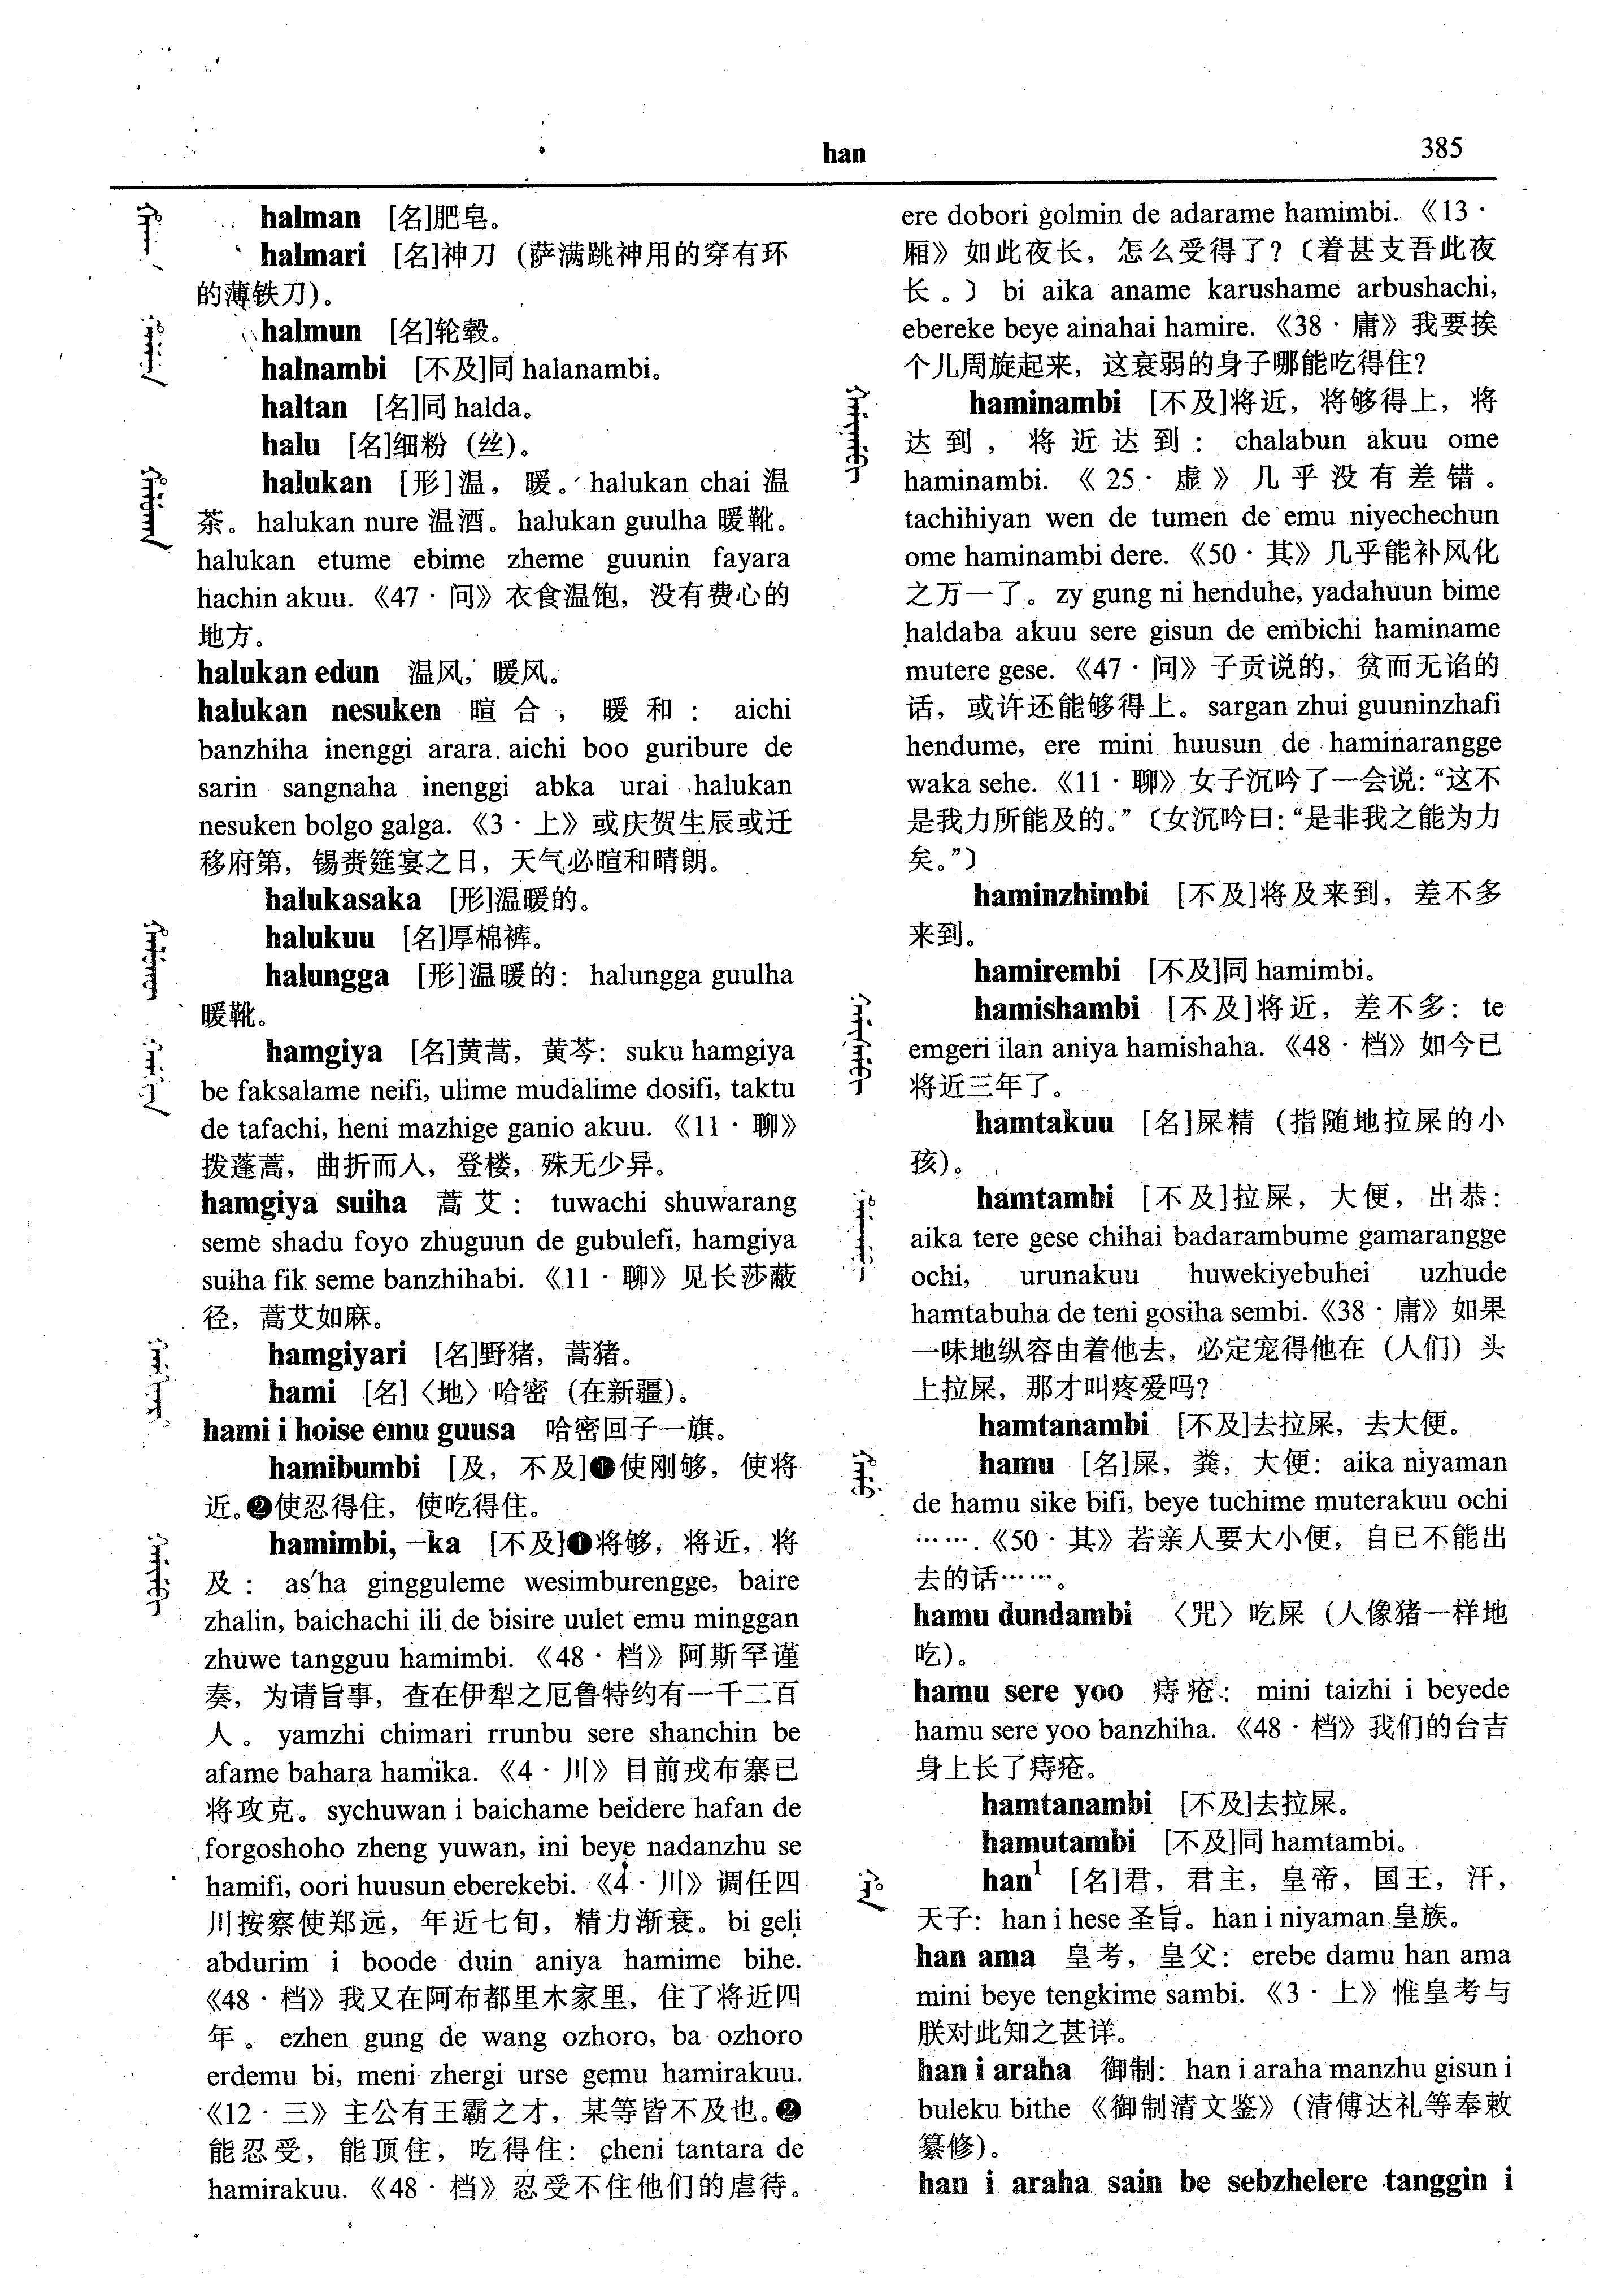 han
385
halman [名]肥皂。
halmari [名]神刀（萨满跳神用的穿有环
的薄铁刀）。
halmun [名]轮毂。
halnambi [不及]同 halanambi。
haltan [名]同 halda。
halu [名]细粉（丝）。
halukan [形]温，暖。halukan chai 温
茶。halukan nure 温酒。halukan guulha 暖靴。
halukan etume ebime zheme guunin fayara
hachin akuu.《47·问》衣食温饱，没有费心的
地方。
halukan edun 温风，暖风。
halukan nesuken 暄合，暖和：aichi
banzhiha inenggi arara. aichi boo guribure de
sarin sangnaha inenggi abka urai halukan
nesuken bolgo galga.《3·上》或庆贺生辰或迁
移府第，锡赉筵宴之日，天气必暄和晴朗。
halukasaka [形]温暖的。
halukuu [名]厚棉裤。
halungga [形]温暖的：halungga guulha
暖靴。
hamgiya [名]黄蒿，黄芩：suku hamgiya
be faksalame neifi, ulime mudalime dosifi, taktu
de tafachi, heni mazhige ganio akuu.《11·聊》
拨蓬蒿，曲折而人，登楼，殊无少异。
hamgiya suiha 蒿艾：tuwachi shuwarang
seme shadu foyo zhuguun de gubulefi, hamgiya
suiha fik seme banzhihabi.《11·聊》见长莎蔽
径，蒿艾如麻。
hamgiyari [名]野猪，蒿猪。
hami [名]〈地〉哈密（在新疆）。
hami i hoise emu guusa 哈密回子一旗。
hamibumbi [及，不及]❶使刚够，使将
近。❷使忍得住，使吃得住。
hamimbi, －ka [不及]❶将够，将近，将
及：as'ha gingguleme wesimburengge, baire
zhalin, baichachi ili de bisire uulet emu minggan
zhuwe tangguu hamimbi.《48·档》阿斯罕谨
奏，为请旨事，查在伊犁之厄鲁特约有一千二百
人。yamzhi chimari rrunbu sere shanchin be
afame bahara hamika.《4·川》目前戎布寨已
将攻克。sychuwan i baichame beidere hafan de
forgoshoho zheng yuwan, ini beye nadanzhu se
hamifi, oori huusun eberekebi.《4·川》调任四
川按察使郑远，年近七旬，精力渐衰。bi geli
abdurim i boode duin aniya hamime bihe.
《48·档》我又在阿布都里木家里，住了将近四
年。ezhen gung de wang ozhoro, ba ozhoro
erdemu bi, meni zhergi urse gemu hamirakuu.
《12·三》主公有王霸之才，某等皆不及也。❷
能忍受，能顶住，吃得住：cheni tantara de
hamirakuu.《48·档》忍受不住他们的虐待。
ere dobori golmin de adarame hamimbi.《13·
厢》如此夜长，怎么受得了？〔着甚支吾此夜
长。〕bi aika aname karushame arbushachi,
ebereke beye ainahai hamire.《38·庸》我要挨
个儿周旋起来，这衰弱的身子哪能吃得住？
haminambi [不及]将近，将够得上，将
达到，将近达到：chalabun akuu ome
haminambi.《25·虚》几乎没有差错。
tachihiyan wen de tumen de emu niyechechun
ome haminambi dere.《50·其》几乎能补风化
之万一了。zy gung ni henduhe, yadahuun bime
haldaba akuu sere gisun de embichi haminame
mutere gese.《47·问》子贡说的，贫而无谄的
话，或许还能够得上。sargan zhui guuninzhafi
hendume, ere mini huusun de haminarangge
waka sehe.《11·聊》女子沉吟了一会说：“这不
是我力所能及的。”〔女沉吟曰：“是非我之能为力
矣。”〕
haminzhimbi [不及]将及来到，差不多
来到。
hamirembi [不及]同 hamimbi。
hamishambi [不及]将近，差不多：te
emgeri ilan aniya hamishaha.《48·档》如今已
将近三年了。
hamtakuu [名]屎精（指随地拉屎的小
孩）。
hamtambi [不及]拉屎，大便，出恭：
aika tere gese chihai badarambume gamarangge
ochi, urunakuu huwekiyebuhei uzhude
hamtabuha de teni gosiha sembi.《38·庸》如果
一味地纵容由着他去，必定宠得他在（人们）头
上拉屎，那才叫疼爱吗？
hamtanambi [不及]去拉屎，去大便。
hamu [名]屎，粪，大便：aika niyaman
de hamu sike bifi, beye tuchime muterakuu ochi
…….《50·其》若亲人要大小便，自已不能出
去的话……。
hamu dundambi 〈咒〉吃屎（人像猪一样地
吃）。
hamu sere yoo 痔疮：mini taizhi i beyede
hamu sere yoo banzhiha.《48·档》我们的台吉
身上长了痔疮。
hamtanambi [不及]去拉屎。
hamutambi [不及]同 hamtambi。
han¹ [名]君，君主，皇帝，国王，汗，
天子：han i hese 圣旨。han i niyaman 皇族。
han ama 皇考，皇父：erebe damu han ama
mini beye tengkime sambi.《3·上》惟皇考与
朕对此知之甚详。
han i araha 御制：han i araha manzhu gisun i
buleku bithe《御制清文鉴》（清傅达礼等奉敕
纂修）。
han i araha sain be sebzhelere tanggin i